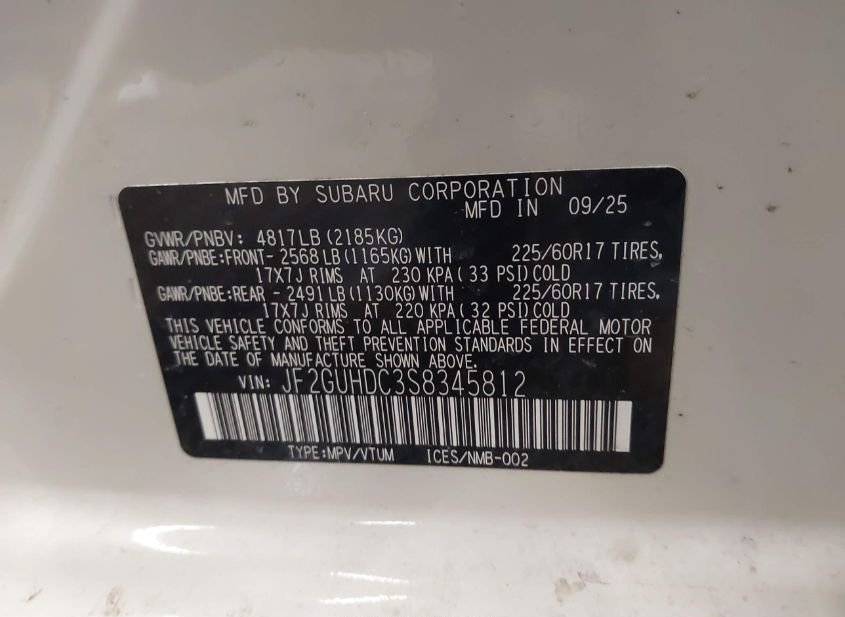 MFD BY SUBARU CORPORATION
MFD IN 09/25
GVWR/PNBV: 4817LB (2185KG)
GAWR/PNBE:FRONT- 2568 LB (1165KG) WITH 225/60R17 TIRES,
17X7J RIMS AT 230 KPA ( 33 PSI) COLD
GAWR/PNBE:REAR - 2491 LB (1130KG) WITH 225/60R17 TIRES,
17X7J RIMS AT 220 KPA ( 32 PSI) COLD
THIS VEHICLE CONFORMS TO ALL APPLICABLE FEDERAL MOTOR
VEHICLE SAFETY AND THEFT PREVENTION STANDARDS IN EFFECT ON
THE DATE OF MANUFACTURE SHOWN ABOVE.
VIN: JF2GUHDC3S8345812
TYPE:MPV/VTUM ICES/NMB-002